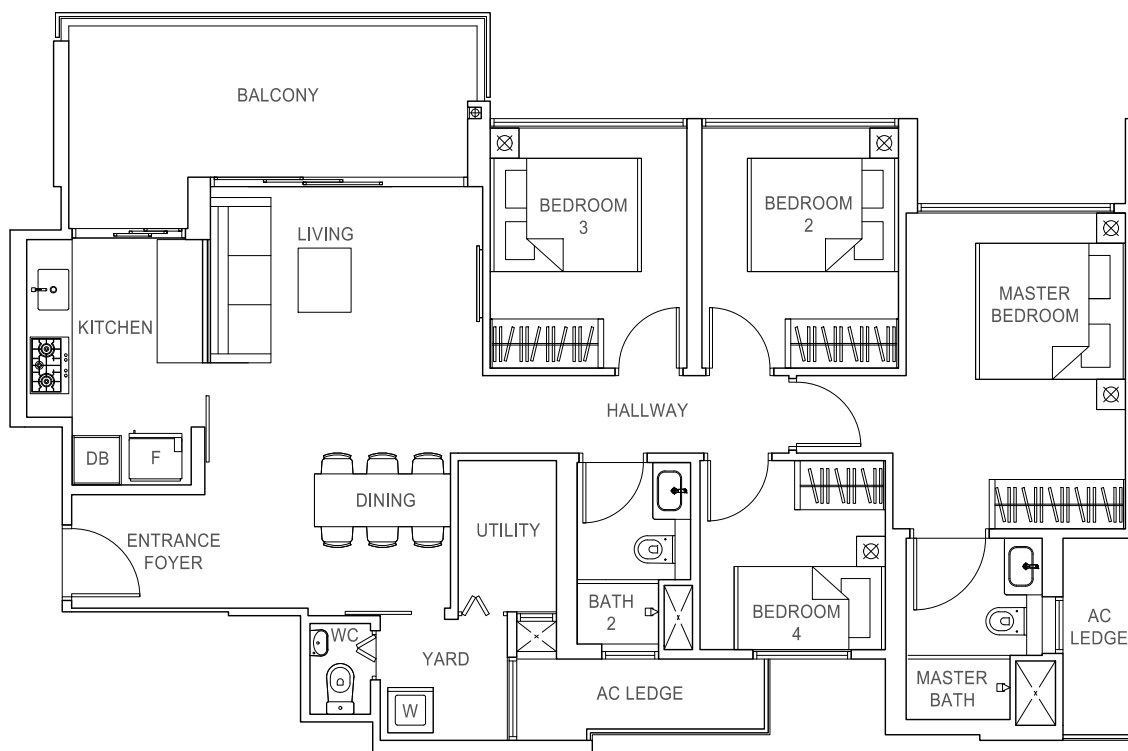 BALCONY
BEDROOM
3
BEDROOM
2
LIVING
MASTER
BEDROOM
KITCHEN
HALLWAY
DB
F
DINING
UTILITY
ENTRANCE
FOYER
BATH
2
BEDROOM
4
AC
LEDGE
WC
YARD
MASTER
BATH
AC LEDGE
W